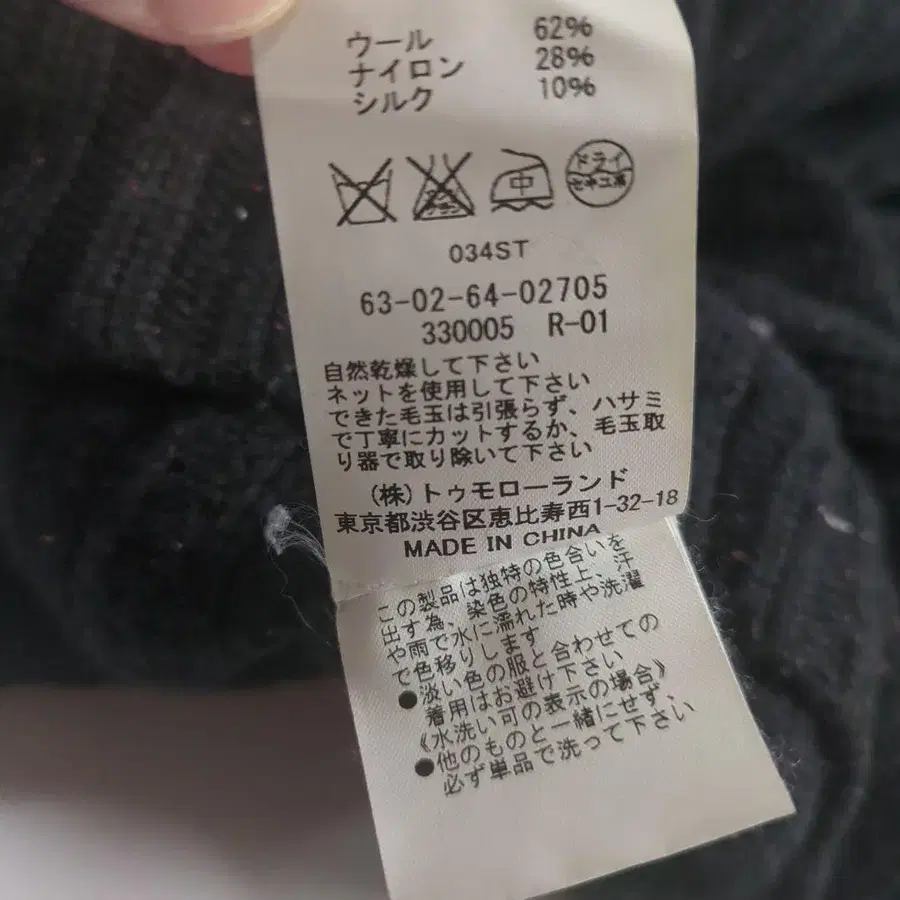 ウール 62%
ナイロン 28%
シルク 10%
中 ドライ
セキユ系
034ST
63-02-64-02705
330005 R-01
自然乾燥して下さい
ネットを使用して下さい
できた毛玉は引張らず、ハサミ
で丁寧にカットするか、毛玉取
り器で取り除いて下さい
(株)トゥモローランド
東京都渋谷区恵比寿西1-32-18
MADE IN CHINA
この製品は独特の色合いを
出す為、染色の特性上、汗
や雨で水に濡れた時や洗濯
で色移りします
●淡い色の服と合わせての
着用はお避け下さい
《水洗い可の表示の場合》
●他のものと一緒にせず、
必ず単品で洗って下さい